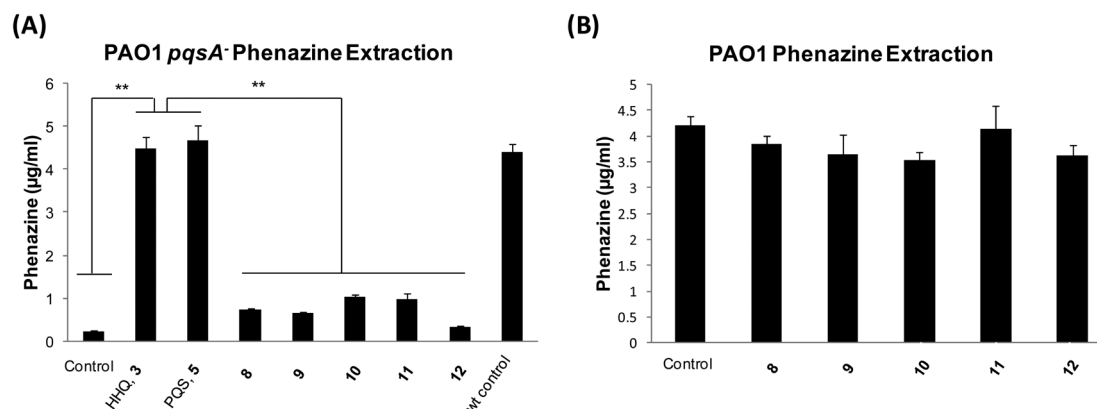 (A)
PAO1 pqsA- Phenazine Extraction
**
**
Phenazine (µg/ml)
6
5
4
3
2
1
0
Control
HHQ, 3
PQS, 5
8
9
10
11
12
wt control
(B)
PAO1 Phenazine Extraction
Phenazine (µg/ml)
5
4.5
4
3.5
3
2.5
2
1.5
1
0.5
0
Control
8
9
10
11
12